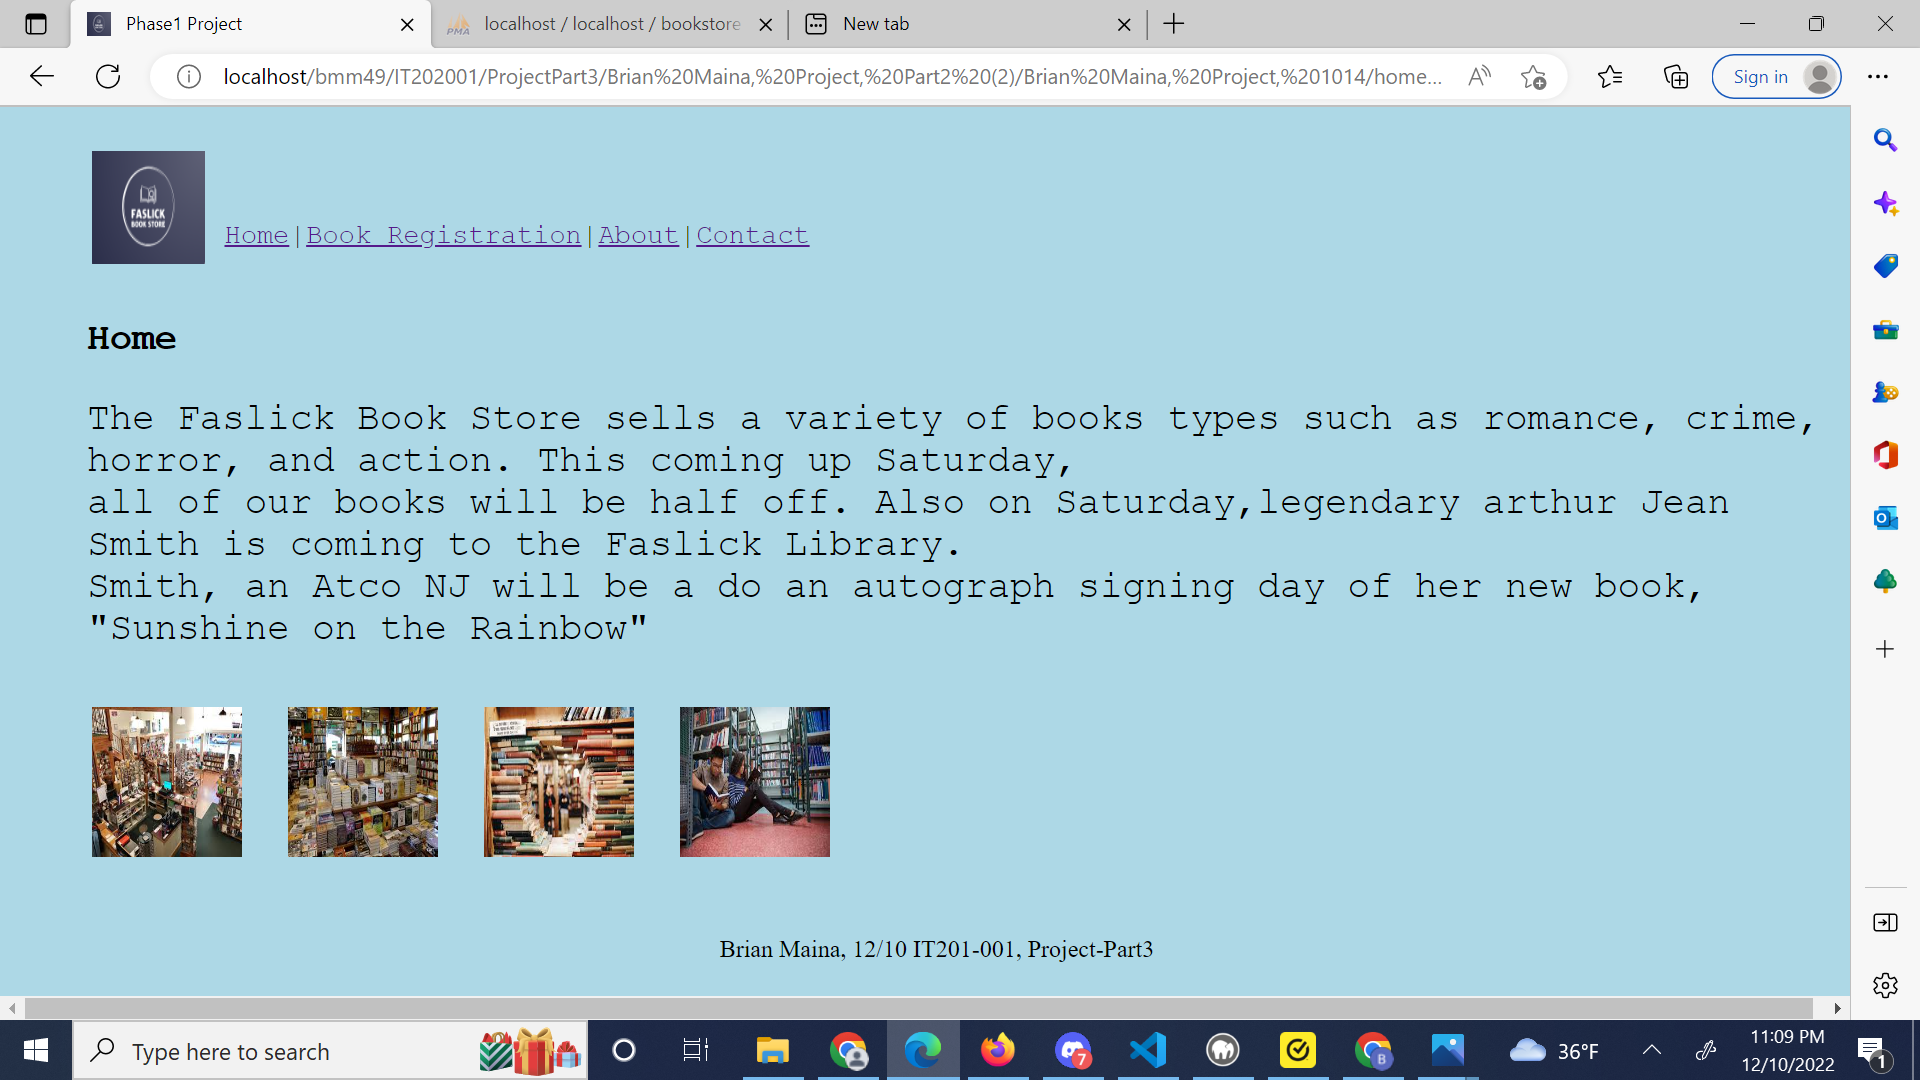 Phase1 Project
localhost / localhost / bookstore
New tab
localhost/bmm49/IT202001/ProjectPart3/Brian%20Maina,%20Project,%20Part2%20(2)/Brian%20Maina,%20Project,%201014/home...
Sign in
FASLICK
BOOK STORE
Home | Book Registration | About | Contact
Home
The Faslick Book Store sells a variety of books types such as romance, crime,
horror, and action. This coming up Saturday,
all of our books will be half off. Also on Saturday,legendary arthur Jean
Smith is coming to the Faslick Library.
Smith, an Atco NJ will be a do an autograph signing day of her new book,
"Sunshine on the Rainbow"
Brian Maina, 12/10 IT201-001, Project-Part3
Type here to search
7
B
36°F
11:09 PM
12/10/2022
1